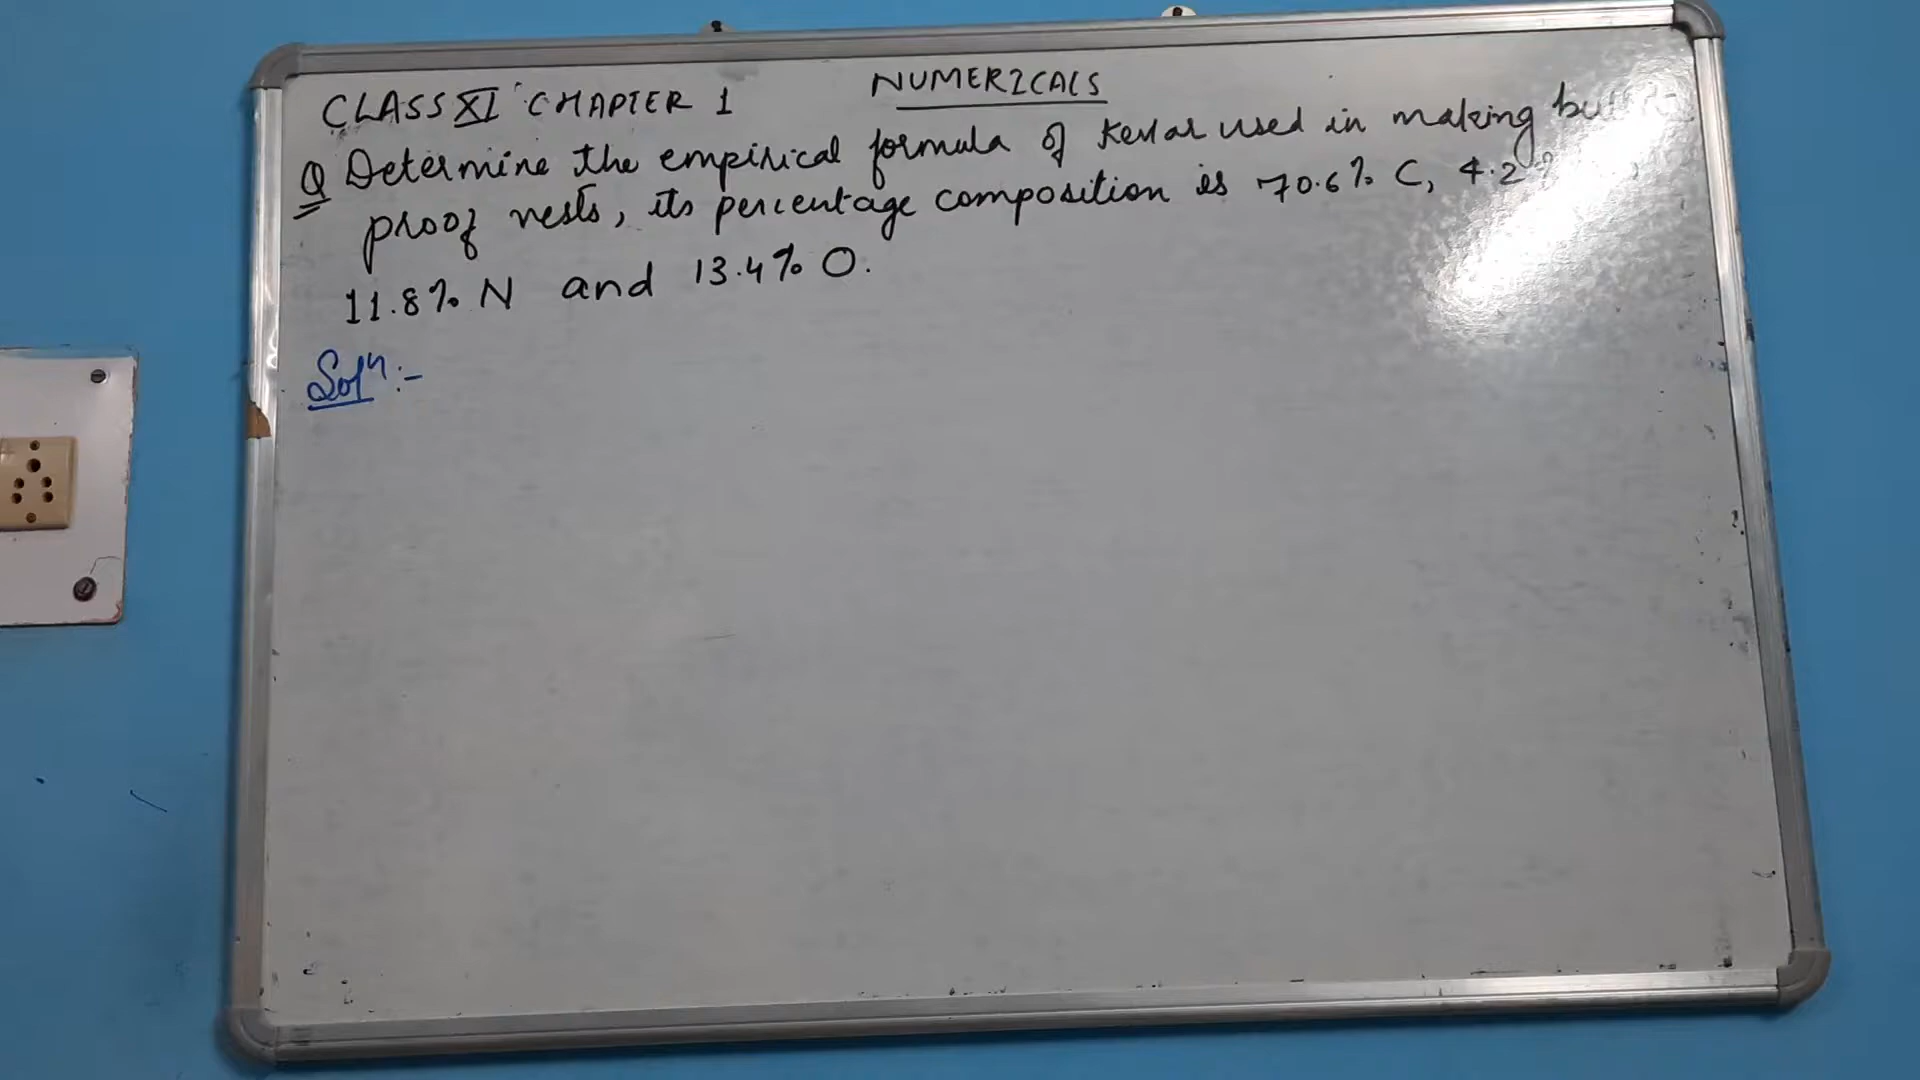 CLASS XI CHAPTER 1
NUMERICALS
Q Determine the empirical formula of Kevlar used in making
proof vests, its percentage composition is 70.6% C, 4.2%
11.8% N and 13.4% O.
Solⁿ:-